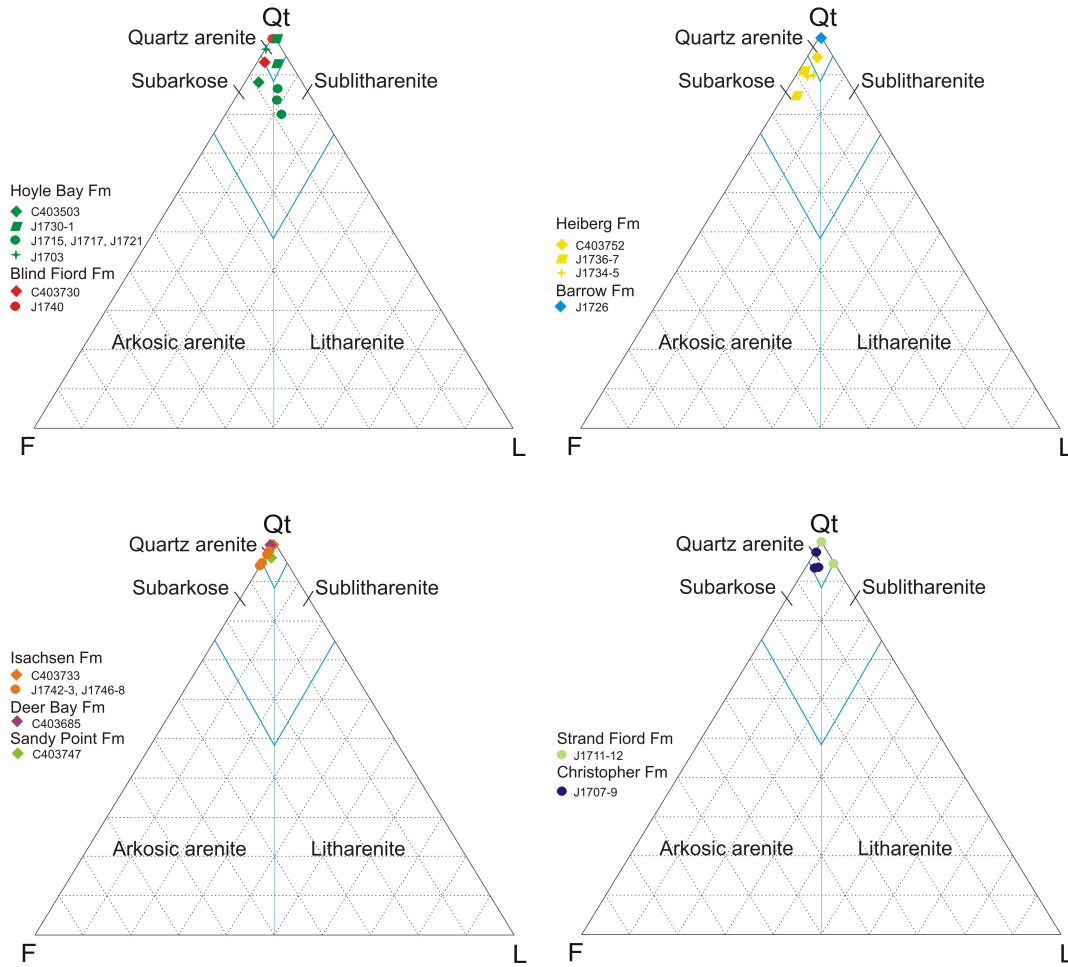 Qt
Quartz arenite
Subarkose
Sublitharenite
Hoyle Bay Fm
C403503
J1730-1
J1715, J1717, J1721
J1703
Blind Fiord Fm
C403730
J1740
Arkosic arenite
Litharenite
F
L
Qt
Quartz arenite
Subarkose
Sublitharenite
Heiberg Fm
C403752
J1736-7
J1734-5
Barrow Fm
J1726
Arkosic arenite
Litharenite
F
L
Qt
Quartz arenite
Subarkose
Sublitharenite
Isachsen Fm
C403733
J1742-3, J1746-8
Deer Bay Fm
C403685
Sandy Point Fm
C403747
Arkosic arenite
Litharenite
F
L
Qt
Quartz arenite
Subarkose
Sublitharenite
Strand Fiord Fm
J1711-12
Christopher Fm
J1707-9
Arkosic arenite
Litharenite
F
L